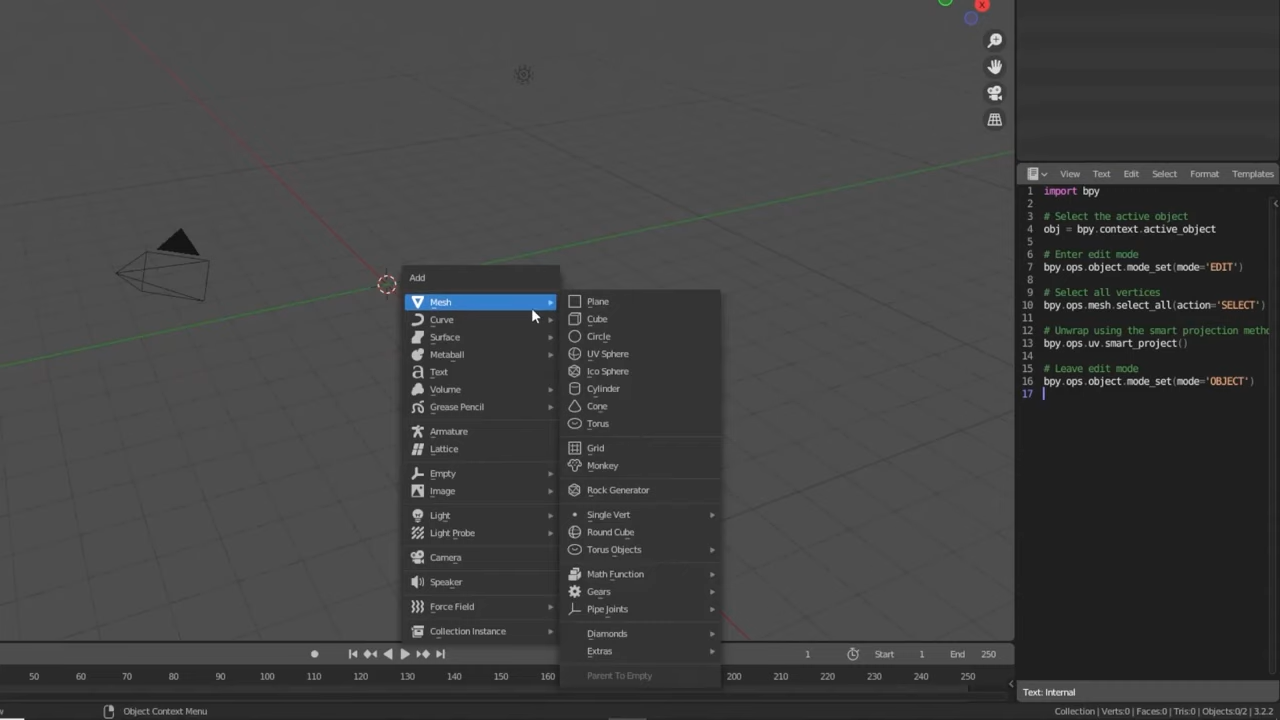 X
View Text Edit Select Format Templates
1 import bpy
2
3 # Select the active object
4 obj = bpy.context.active_object
5
6 # Enter edit mode
7 bpy.ops.object.mode_set(mode='EDIT')
8
9 # Select all vertices
10 bpy.ops.mesh.select_all(action='SELECT')
11
12 # Unwrap using the smart projection metho
13 bpy.ops.uv.smart_project()
14
15 # Leave edit mode
16 bpy.ops.object.mode_set(mode='OBJECT')
17
Add
Mesh
Curve
Surface
Metaball
Text
Volume
Grease Pencil
Armature
Lattice
Empty
Image
Light
Light Probe
Camera
Speaker
Force Field
Collection Instance
Plane
Cube
Circle
UV Sphere
Ico Sphere
Cylinder
Cone
Torus
Grid
Monkey
Rock Generator
Single Vert
Round Cube
Torus Objects
Math Function
Gears
Pipe Joints
Diamonds
Extras
Parent To Empty
1 Start 1 End 250
50 60 70 80 90 100 110 120 130 140 150 160 200 210 220 230 240 250
Text: Internal
Object Context Menu
Collection | Verts:0 | Faces:0 | Tris:0 | Objects:0/2 | 3.2.2